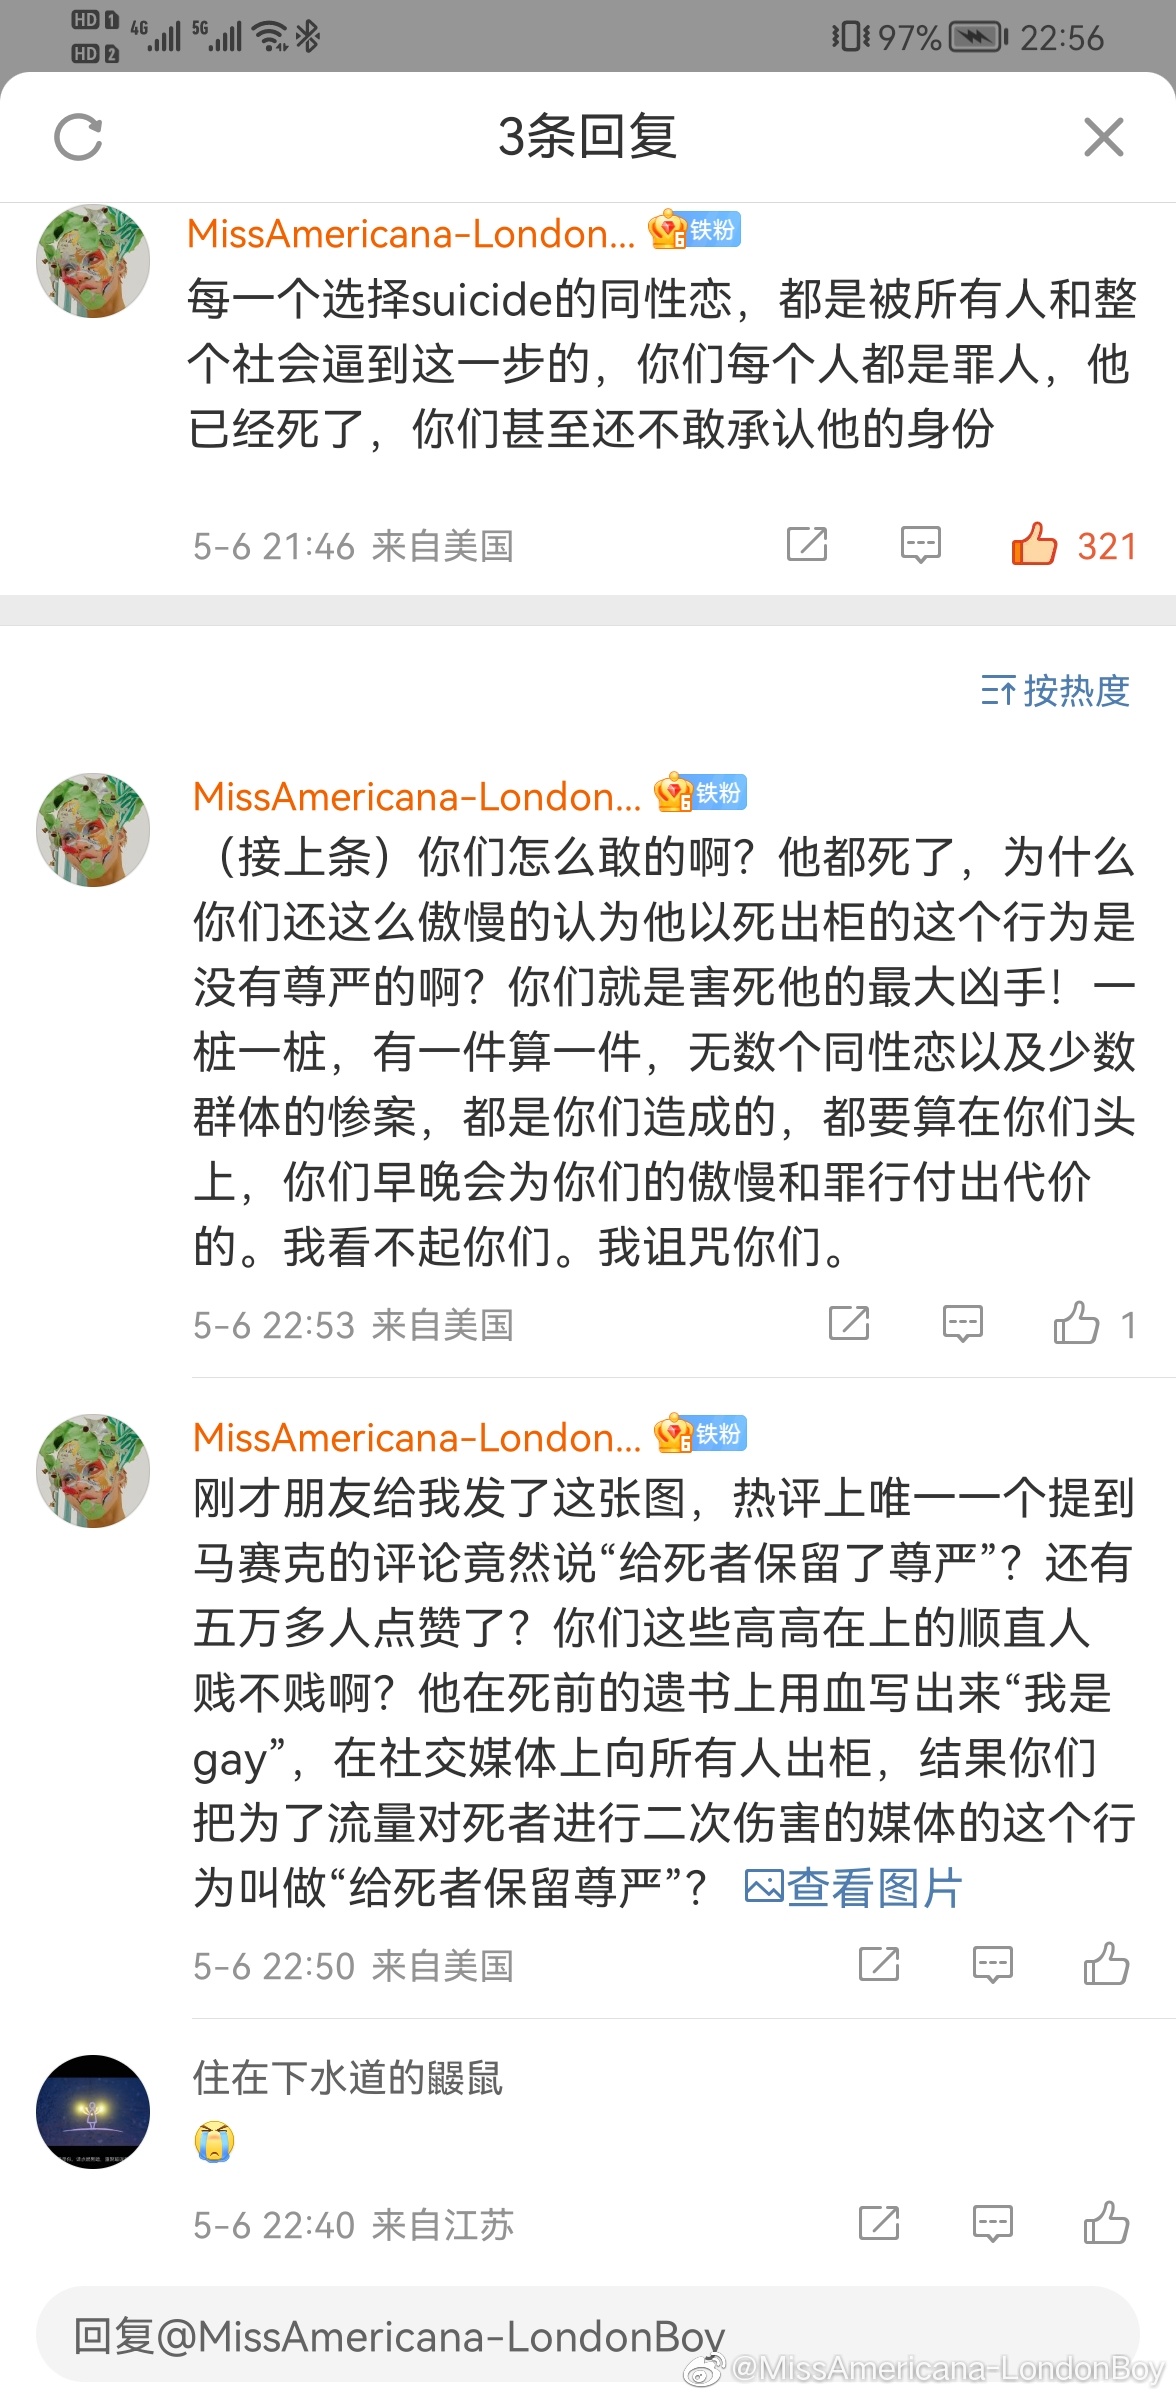 HD 1 4G 5G 97% 22:56
HD 2
3条回复
MissAmericana-London... 6 铁粉
每一个选择suicide的同性恋，都是被所有人和整
个社会逼到这一步的，你们每个人都是罪人，他
已经死了，你们甚至还不敢承认他的身份
5-6 21:46 来自美国 321
按热度
MissAmericana-London... 6 铁粉
（接上条）你们怎么敢的啊？他都死了，为什么
你们还这么傲慢的认为他以死出柜的这个行为是
没有尊严的啊？你们就是害死他的最大凶手！一
桩一桩，有一件算一件，无数个同性恋以及少数
群体的惨案，都是你们造成的，都要算在你们头
上，你们早晚会为你们的傲慢和罪行付出代价
的。我看不起你们。我诅咒你们。
5-6 22:53 来自美国 1
MissAmericana-London... 6 铁粉
刚才朋友给我发了这张图，热评上唯一一个提到
马赛克的评论竟然说“给死者保留了尊严”？还有
五万多人点赞了？你们这些高高在上的顺直人
贱不贱啊？他在死前的遗书上用血写出来“我是
gay”，在社交媒体上向所有人出柜，结果你们
把为了流量对死者进行二次伤害的媒体的这个行
为叫做“给死者保留尊严”？ 查看图片
5-6 22:50 来自美国
住在下水道的鼹鼠
5-6 22:40 来自江苏
回复@MissAmericana-LondonBoy
@MissAmericana-LondonBoy